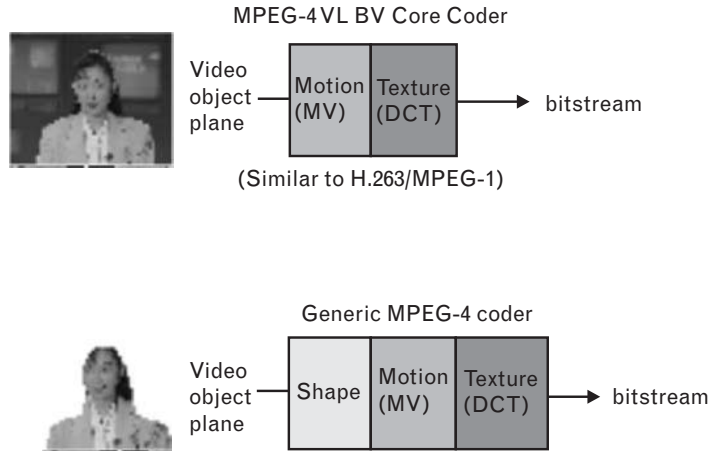 MPEG-4 VL BV Core Coder
Video
object
plane
Motion
(MV)
Texture
(DCT)
bitstream
(Similar to H.263/MPEG-1)
Generic MPEG-4 coder
Video
object
plane
Shape
Motion
(MV)
Texture
(DCT)
bitstream